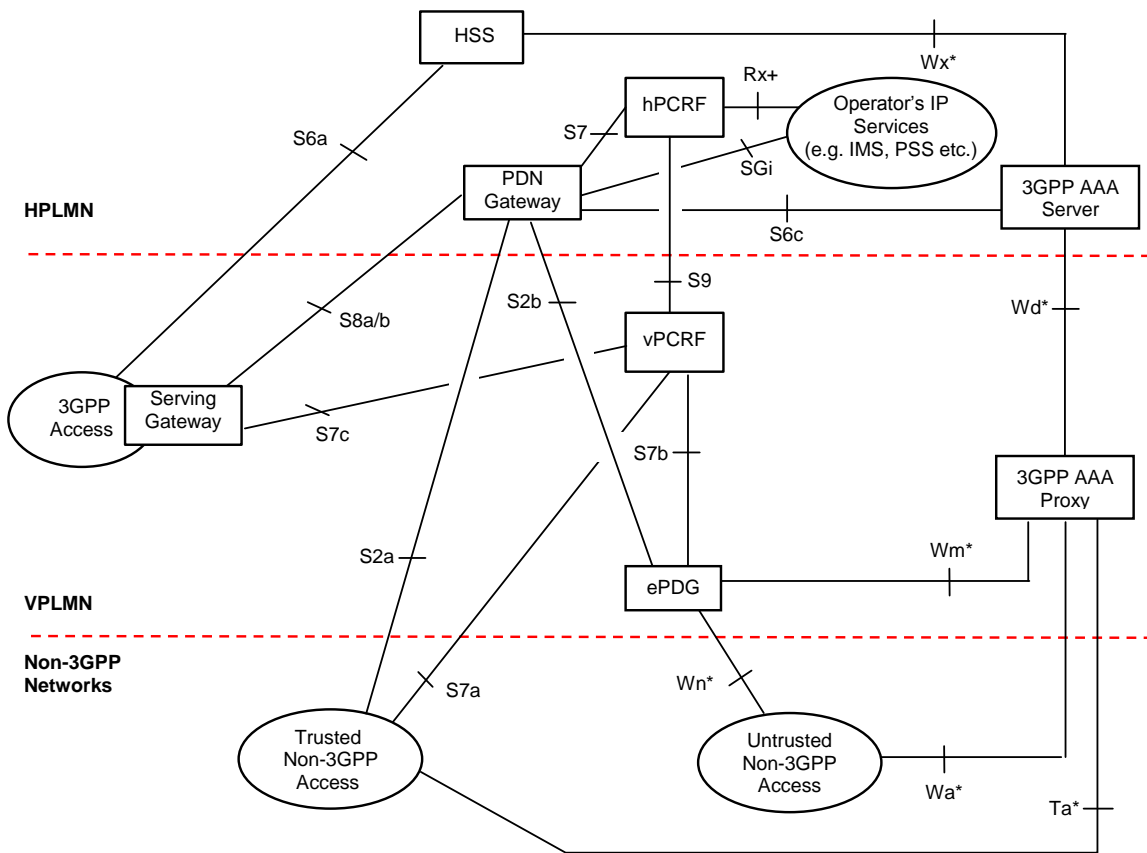 HSS
Wx*
Rx+
hPCRF
Operator's IP
Services
(e.g. IMS, PSS etc.)
S7
S6a
SGi
PDN
Gateway
3GPP AAA
Server
HPLMN
S6c
S9
S2b
S8a/b
Wd*
vPCRF
3GPP
Access
Serving
Gateway
S7c
S7b
3GPP AAA
Proxy
S2a
Wm*
ePDG
VPLMN
Non-3GPP
Networks
S7a
Wn*
Trusted
Non-3GPP
Access
Untrusted
Non-3GPP
Access
Wa*
Ta*